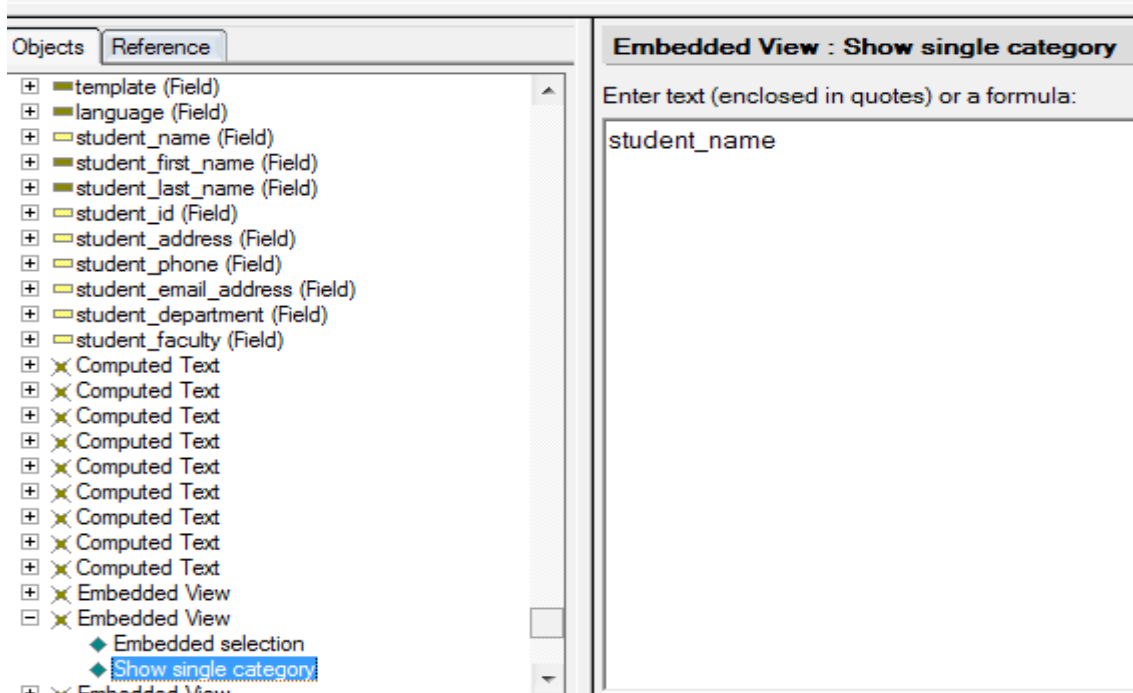 Objects Reference
template (Field)
language (Field)
student_name (Field)
student_first_name (Field)
student_last_name (Field)
student_id (Field)
student_address (Field)
student_phone (Field)
student_email_address (Field)
student_department (Field)
student_faculty (Field)
Computed Text
Computed Text
Computed Text
Computed Text
Computed Text
Computed Text
Computed Text
Computed Text
Computed Text
Embedded View
Embedded View
Embedded selection
Show single category
Embedded View
Embedded View : Show single category
Enter text (enclosed in quotes) or a formula:
student_name